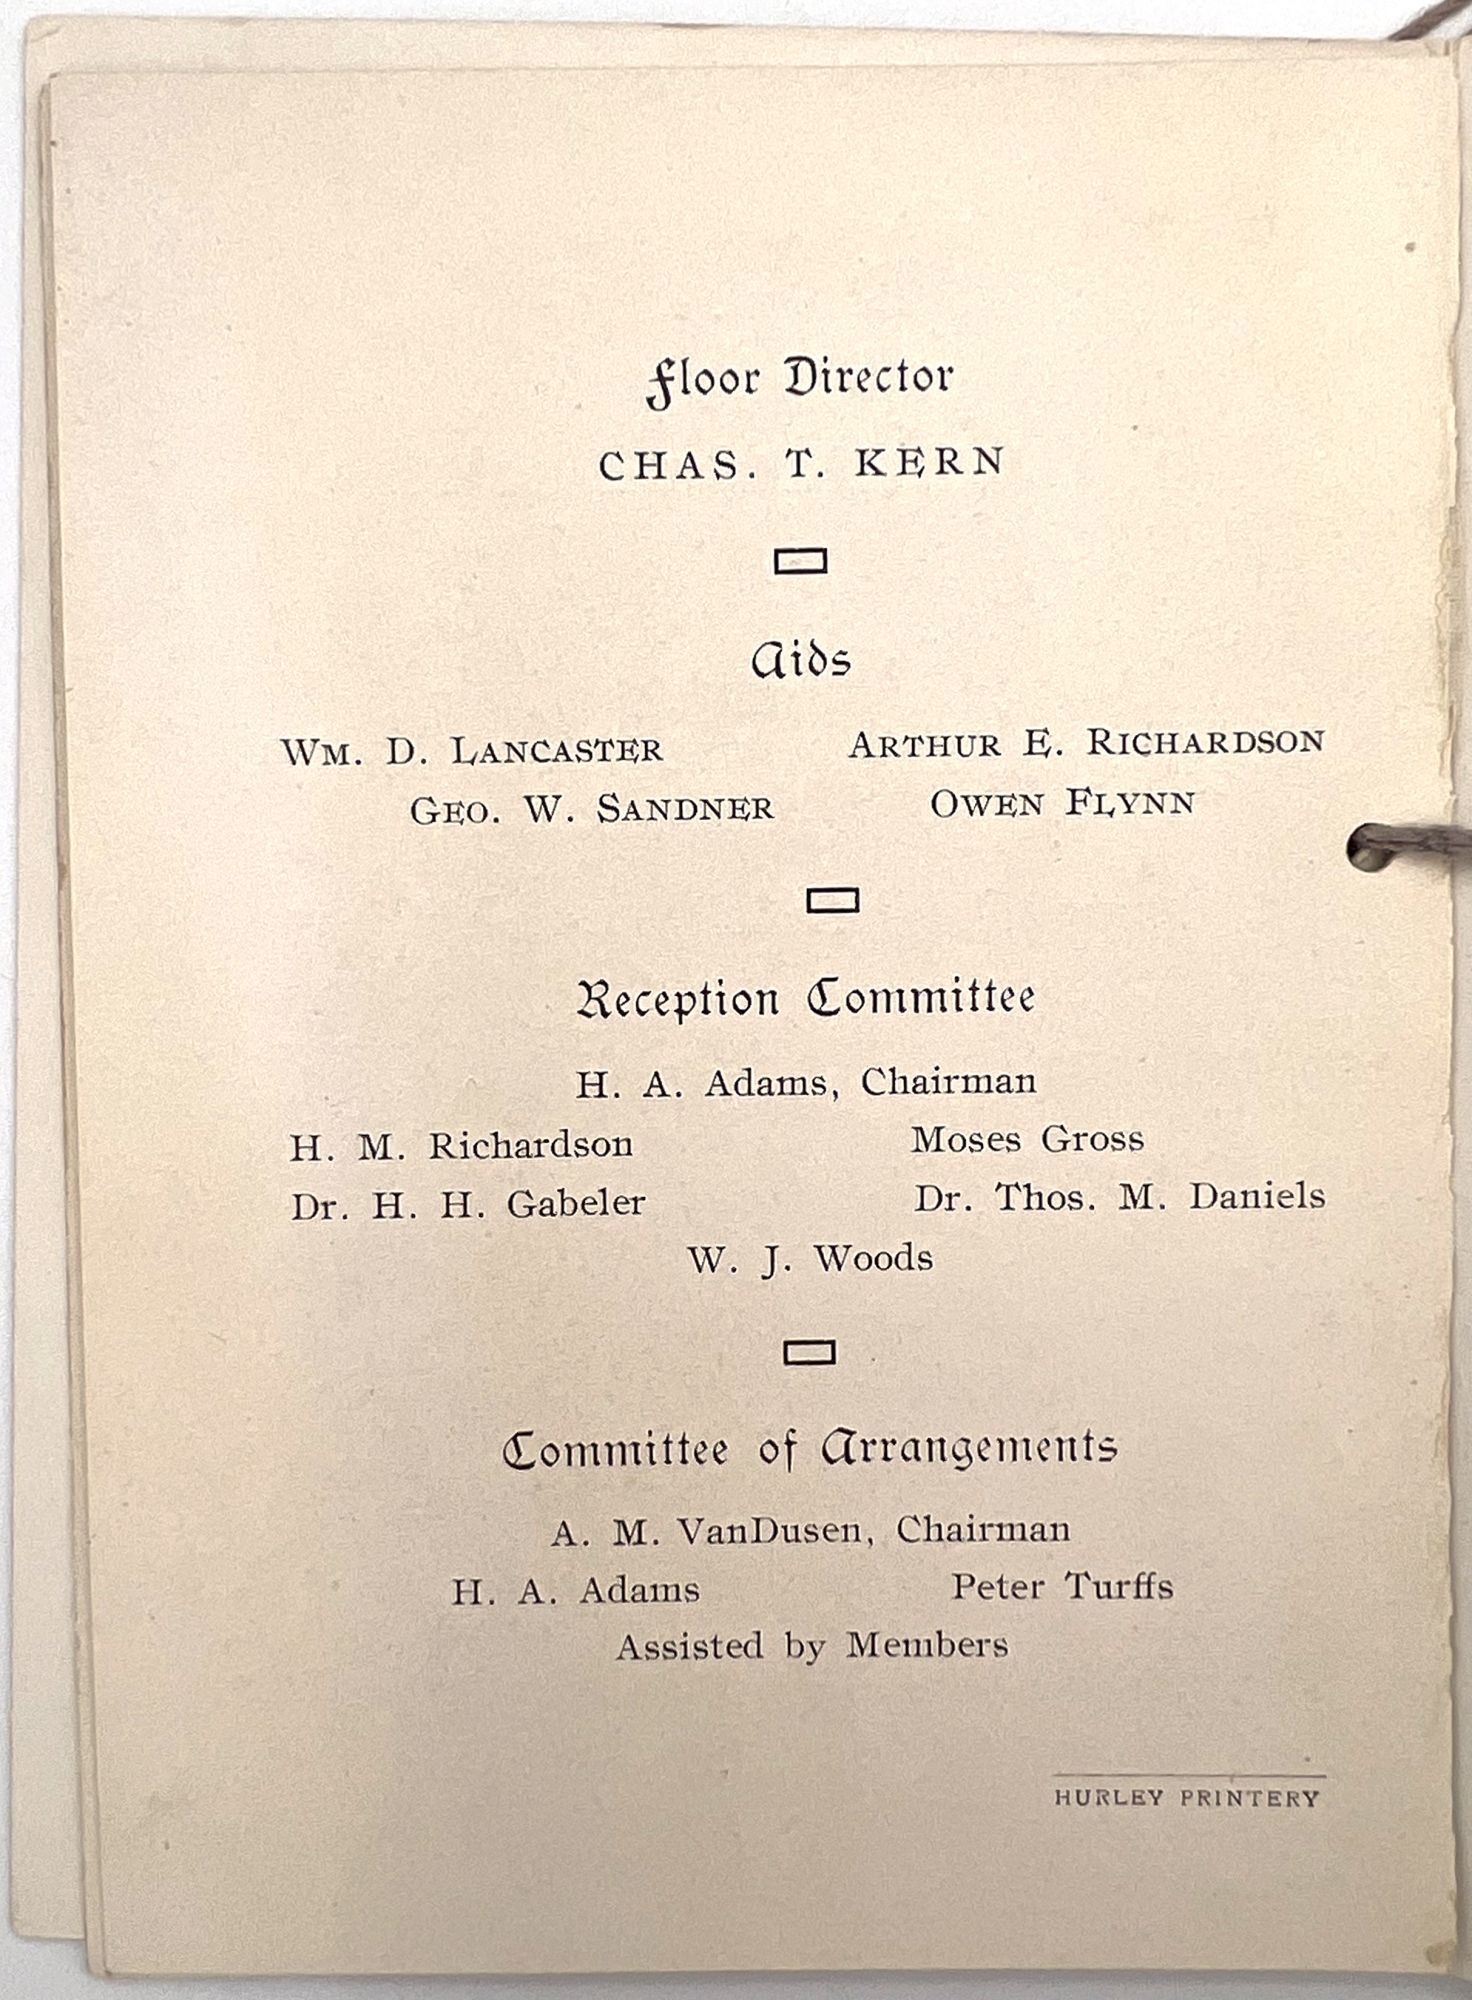 Floor Director
CHAS. T. KERN
Aids
WM. D. LANCASTER ARTHUR E. RICHARDSON
GEO. W. SANDNER OWEN FLYNN
Reception Committee
H. A. Adams, Chairman
H. M. Richardson Moses Gross
Dr. H. H. Gabeler Dr. Thos. M. Daniels
W. J. Woods
Committee of Arrangements
A. M. VanDusen, Chairman
H. A. Adams Peter Turffs
Assisted by Members
HURLEY PRINTERY